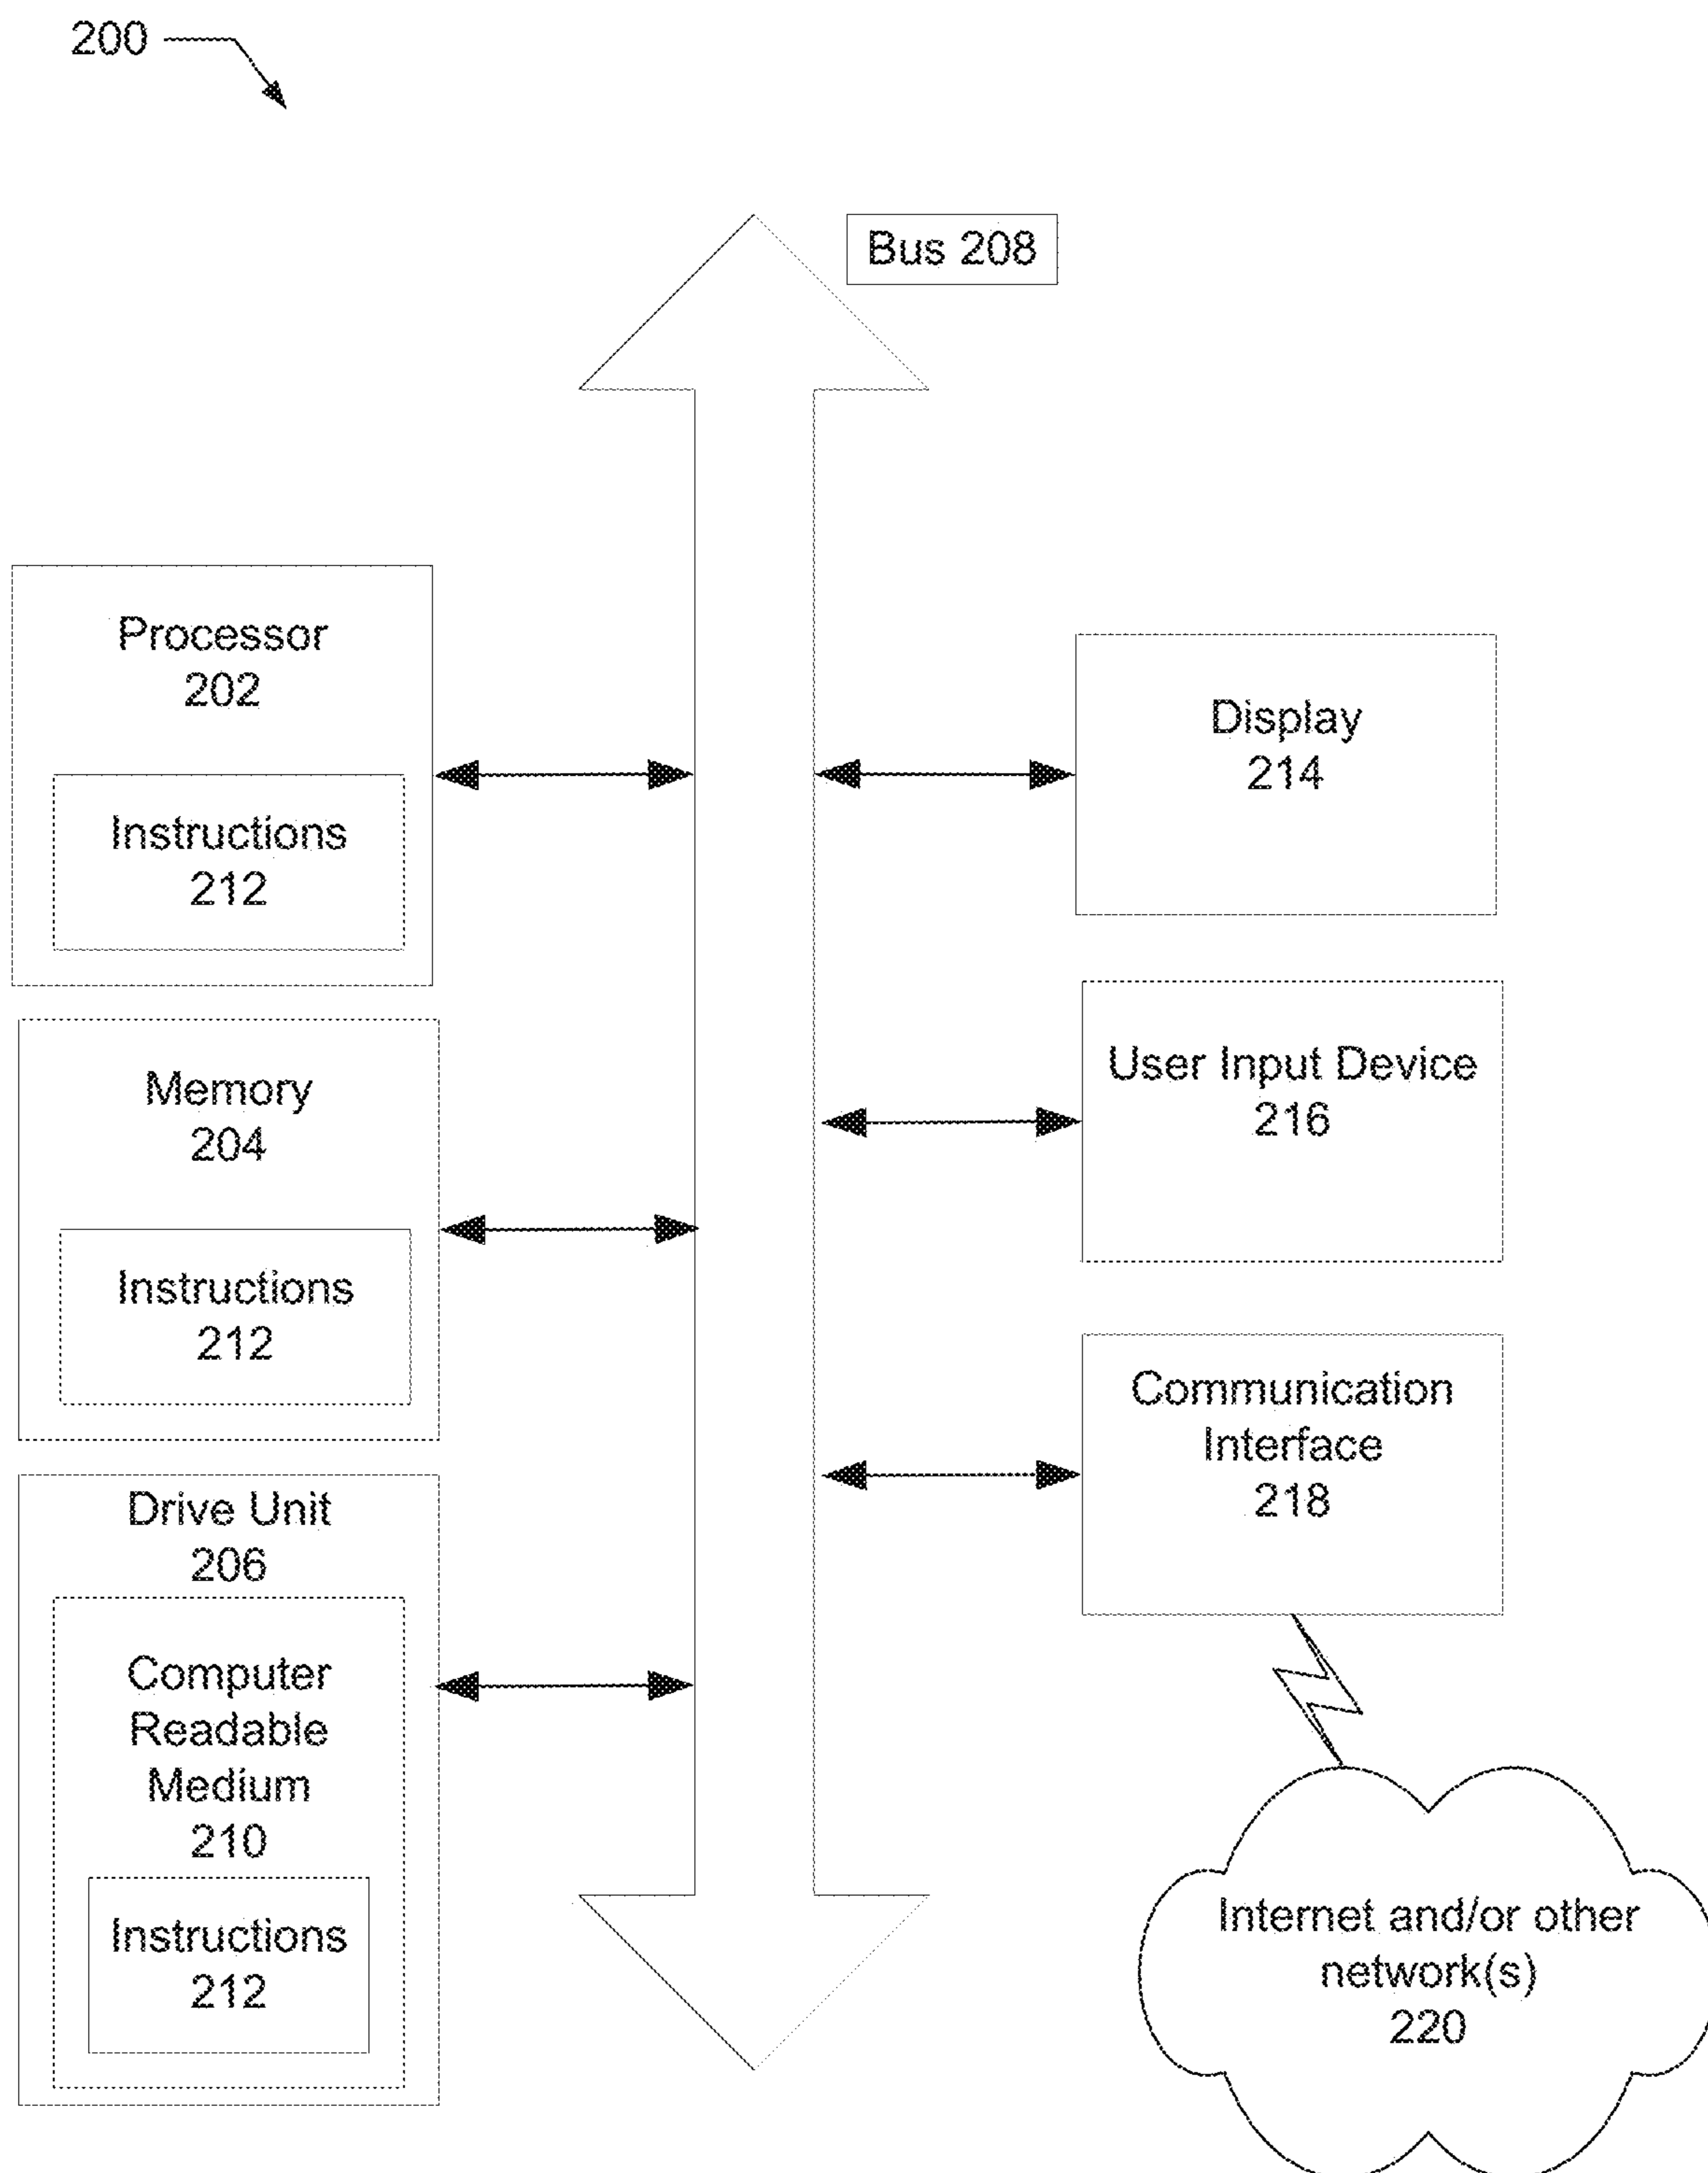 200
Bus 208
Processor
202
Instructions
212
Memory
204
Instructions
212
Drive Unit
206
Computer
Readable
Medium
210
Instructions
212
Display
214
User Input Device
216
Communication
Interface
218
Internet and/or other
network(s)
220